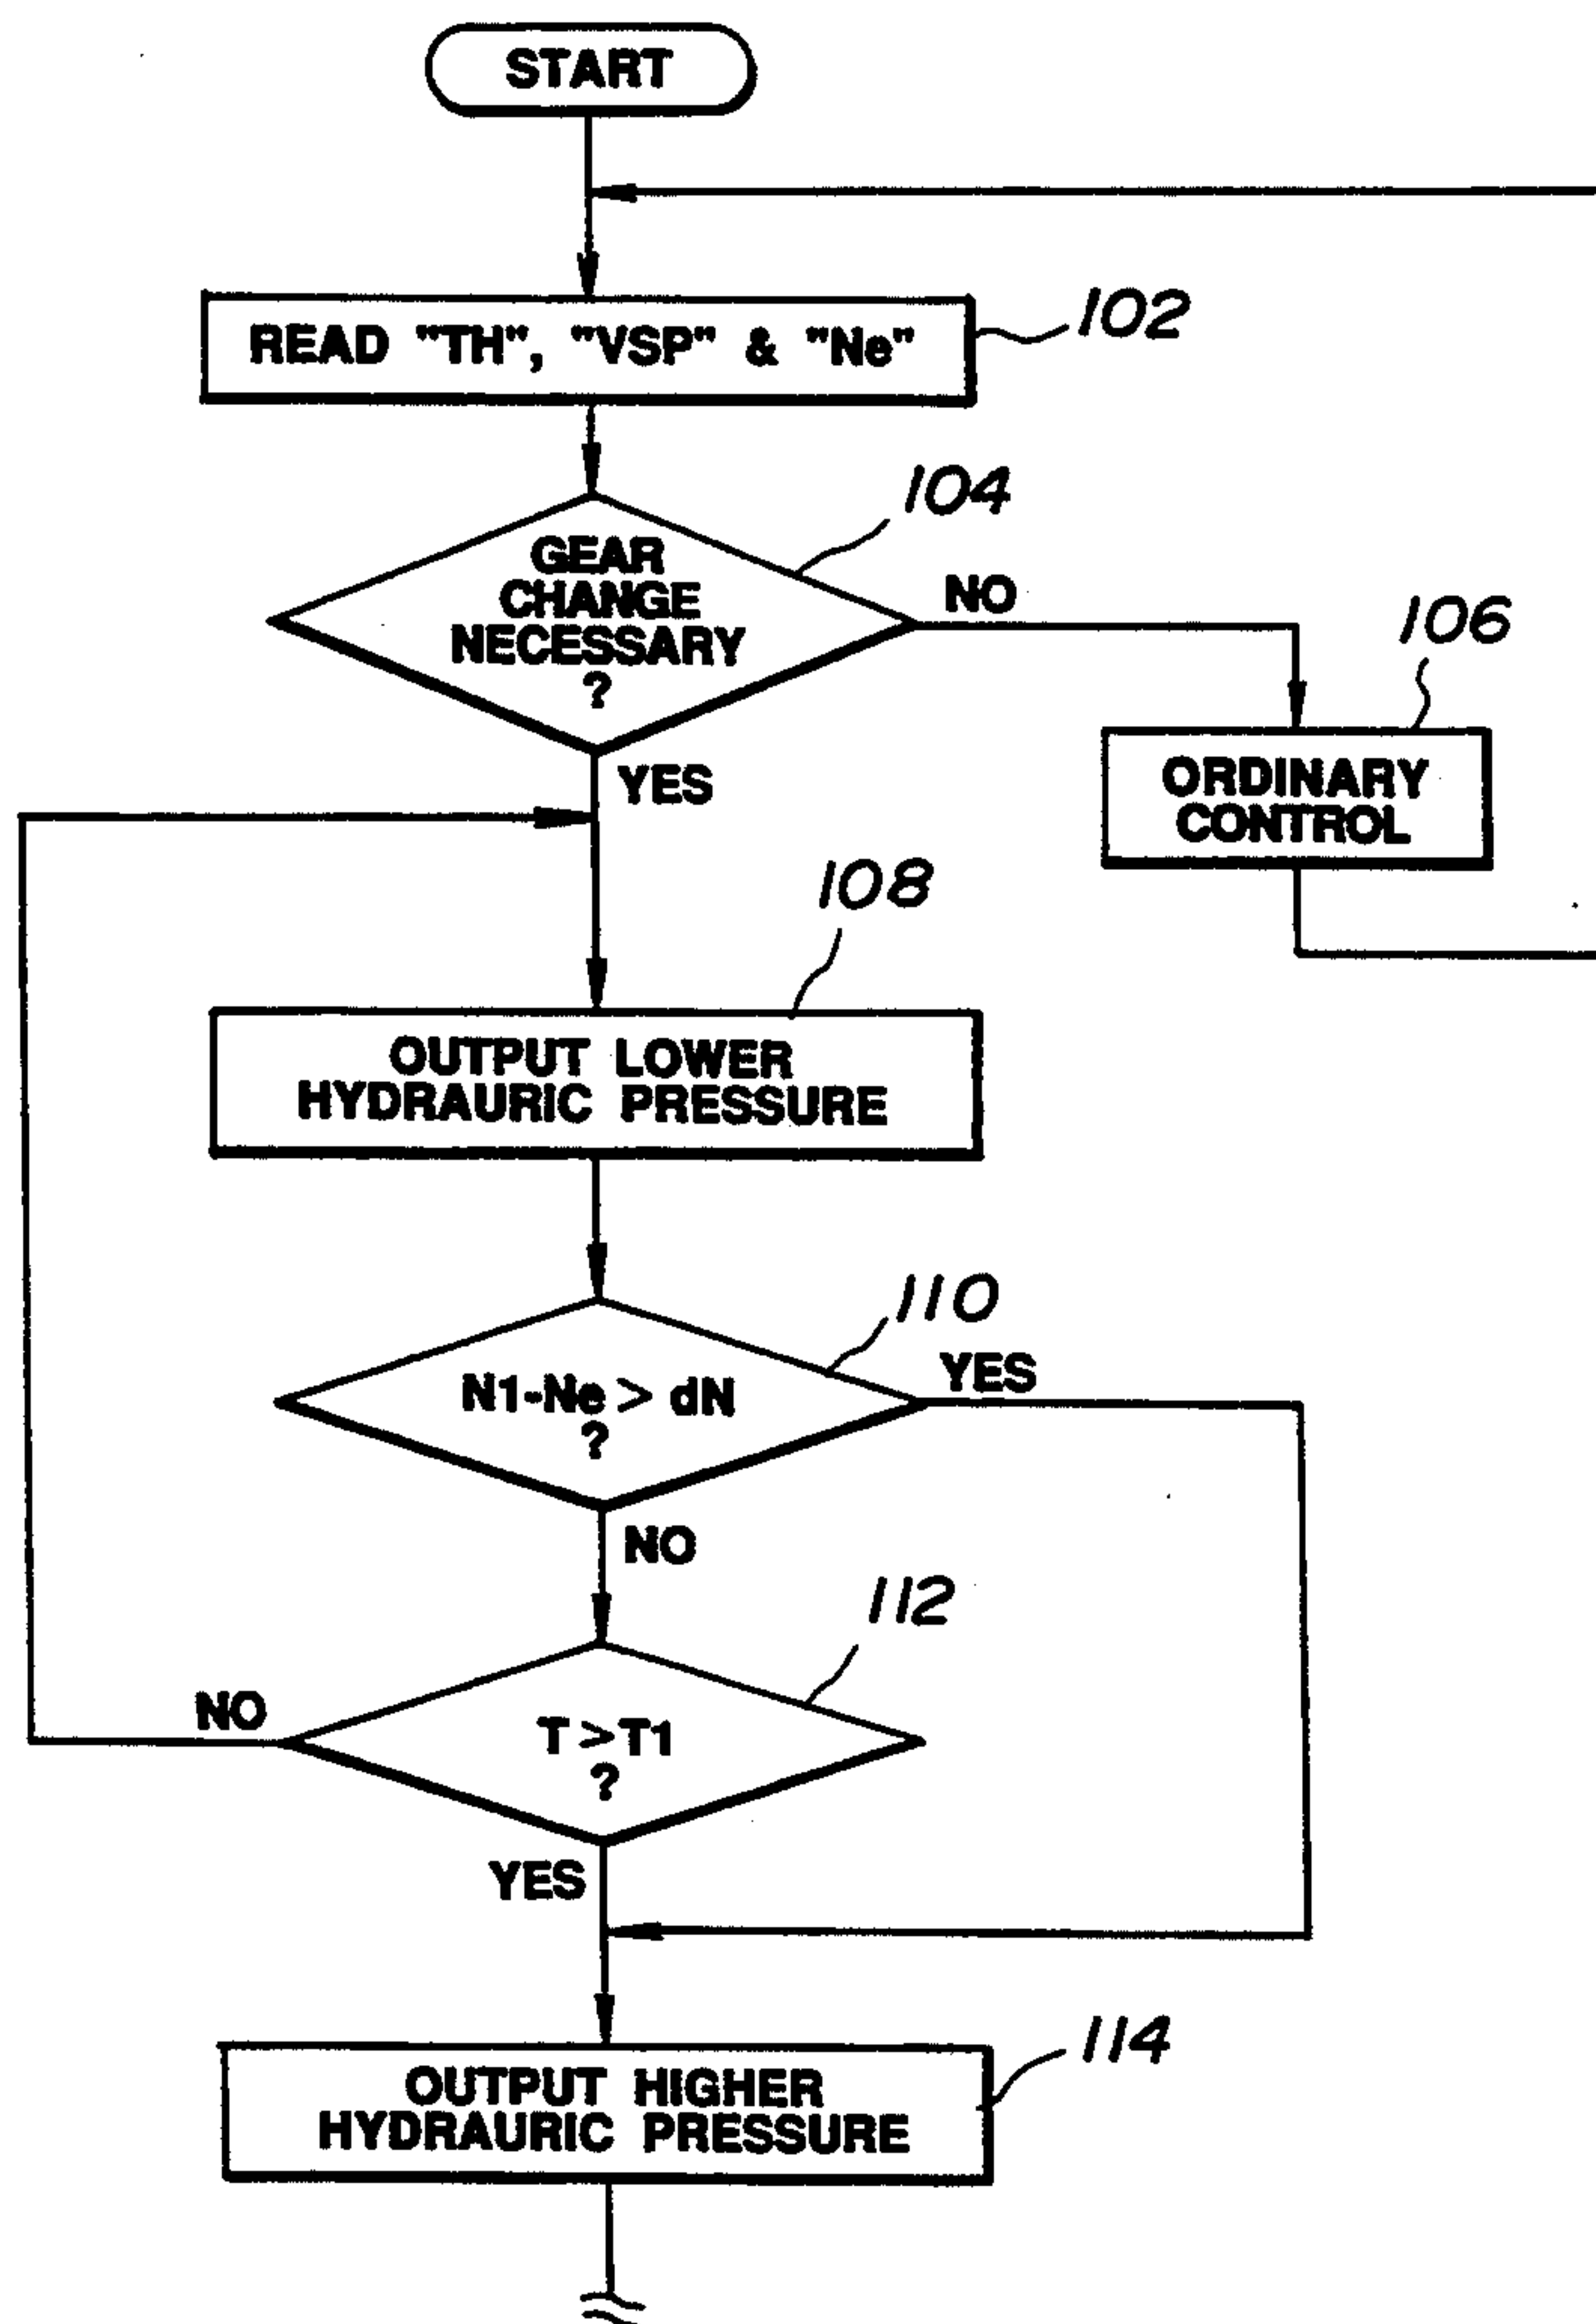 START
READ "TH", "VSP" & "Ne"
102
104
GEAR
CHANGE
NECESSARY
?
NO
106
YES
ORDINARY
CONTROL
108
OUTPUT LOWER
HYDRAURIC PRESSURE
110
N1-Ne > dN
?
YES
NO
112
NO
T > T1
?
YES
114
OUTPUT HIGHER
HYDRAURIC PRESSURE